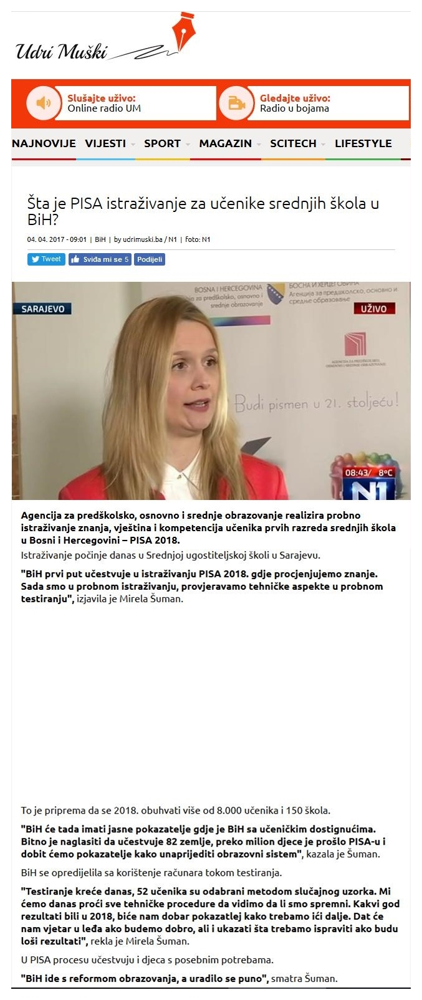 Udri Muški
Slušajte uživo:
Online radio UM
Gledajte uživo:
Radio u bojama
NAJNOVIJE VIJESTI SPORT MAGAZIN SCITECH LIFESTYLE
Šta je PISA istraživanje za učenike srednjih škola u
BiH?
04. 04. 2017 - 09:01 | BiH | by udrimuski.ba / N1 | foto: N1
Tweet Sviđa mi se 5 Podijeli
BOSNA I HERCEGOVINA
za predškolsko, osnovno i
srednje obrazovanje
БОСНА И ХЕРЦЕГОВИНА
Агенција за предшколско, основно и
средње образовање
SARAJEVO
UŽIVO
Budi pismen u 21. stoljeću!
08:43/ 8°C
N1
Agencija za predškolsko, osnovno i srednje obrazovanje realizira probno
istraživanje znanja, vještina i kompetencija učenika prvih razreda srednjih škola
u Bosni i Hercegovini – PISA 2018.
Istraživanje počinje danas u Srednjoj ugostiteljskoj školi u Sarajevu.
"BiH prvi put učestvuje u istraživanju PISA 2018. gdje procjenjujemo znanje.
Sada smo u probnom istraživanju, provjeravamo tehničke aspekte u probnom
testiranju", izjavila je Mirela Šuman.
To je priprema da se 2018. obuhvati više od 8.000 učenika i 150 škola.
"BiH će tada imati jasne pokazatelje gdje je BiH sa učeničkim dostignućima.
Bitno je naglasiti da učestvuje 82 zemlje, preko milion djece je prošlo PISA-u i
dobit ćemo pokazatelje kako unaprijediti obrazovni sistem", kazala je Šuman.
BiH se opredijelila sa korištenje računara tokom testiranja.
"Testiranje kreće danas, 52 učenika su odabrani metodom slučajnog uzorka. Mi
ćemo danas proći sve tehničke procedure da vidimo da li smo spremni. Kakvi god
rezultati bili u 2018, biće nam dobar pokazatlej kako trebamo ići dalje. Dat će
nam vjetar u leđa ako budemo dobro, ali i ukazati šta trebamo ispraviti ako budu
loši rezultati", rekla je Mirela Šuman.
U PISA procesu učestvuju i djeca s posebnim potrebama.
"BiH ide s reformom obrazovanja, a uradilo se puno", smatra Šuman.